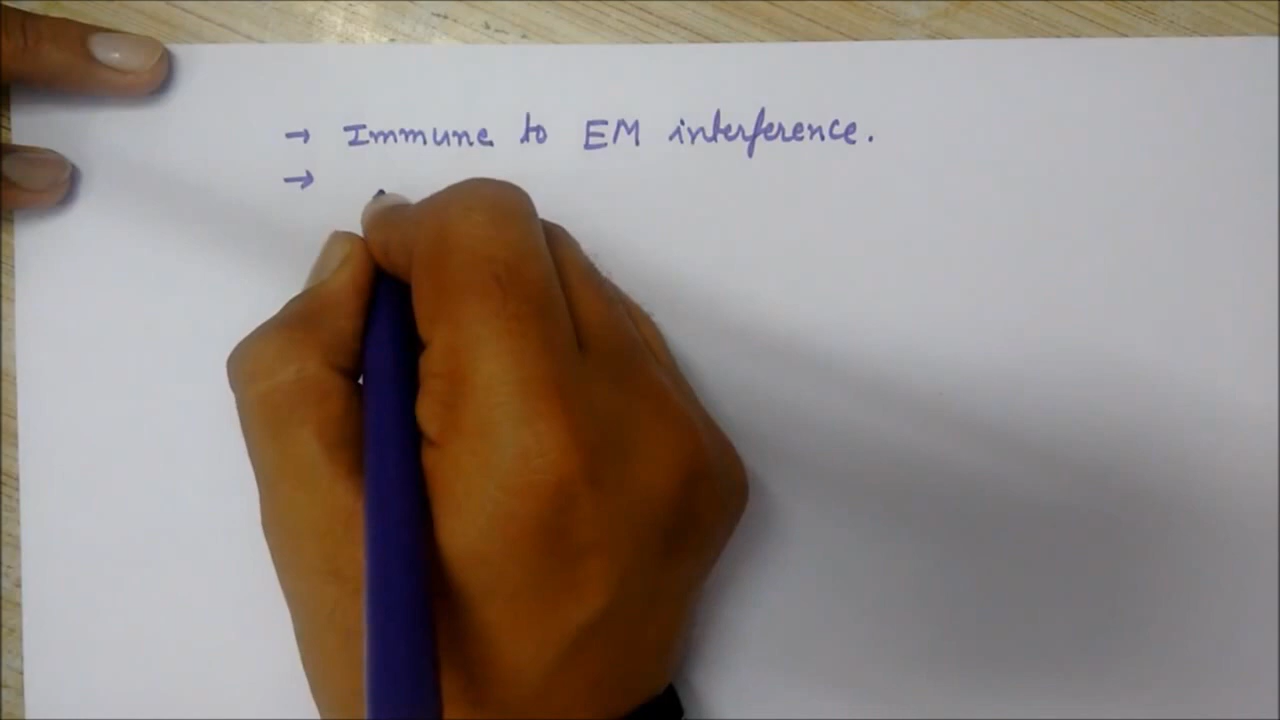 → Immune to EM interference.
→